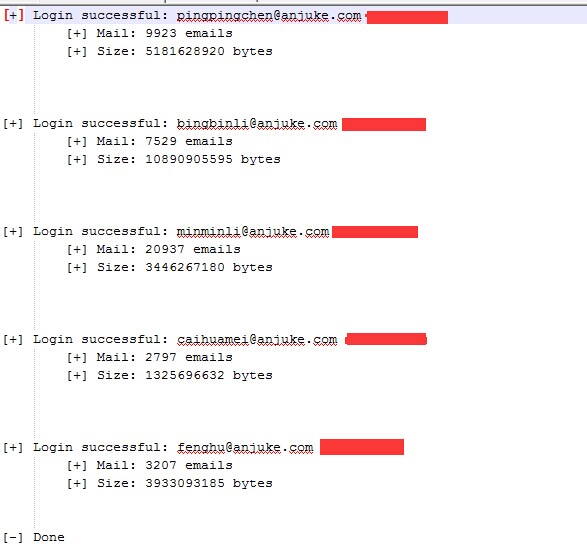 [+] Login successful: pingpingchen@anjuke.com
[+] Mail: 9923 emails
[+] Size: 5181628920 bytes
[+] Login successful: bingbinli@anjuke.com
[+] Mail: 7529 emails
[+] Size: 10890905595 bytes
[+] Login successful: minminli@anjuke.com
[+] Mail: 20937 emails
[+] Size: 3446267180 bytes
[+] Login successful: caihuamei@anjuke.com
[+] Mail: 2797 emails
[+] Size: 1325696632 bytes
[+] Login successful: fenghu@anjuke.com
[+] Mail: 3207 emails
[+] Size: 3933093185 bytes
[-] Done